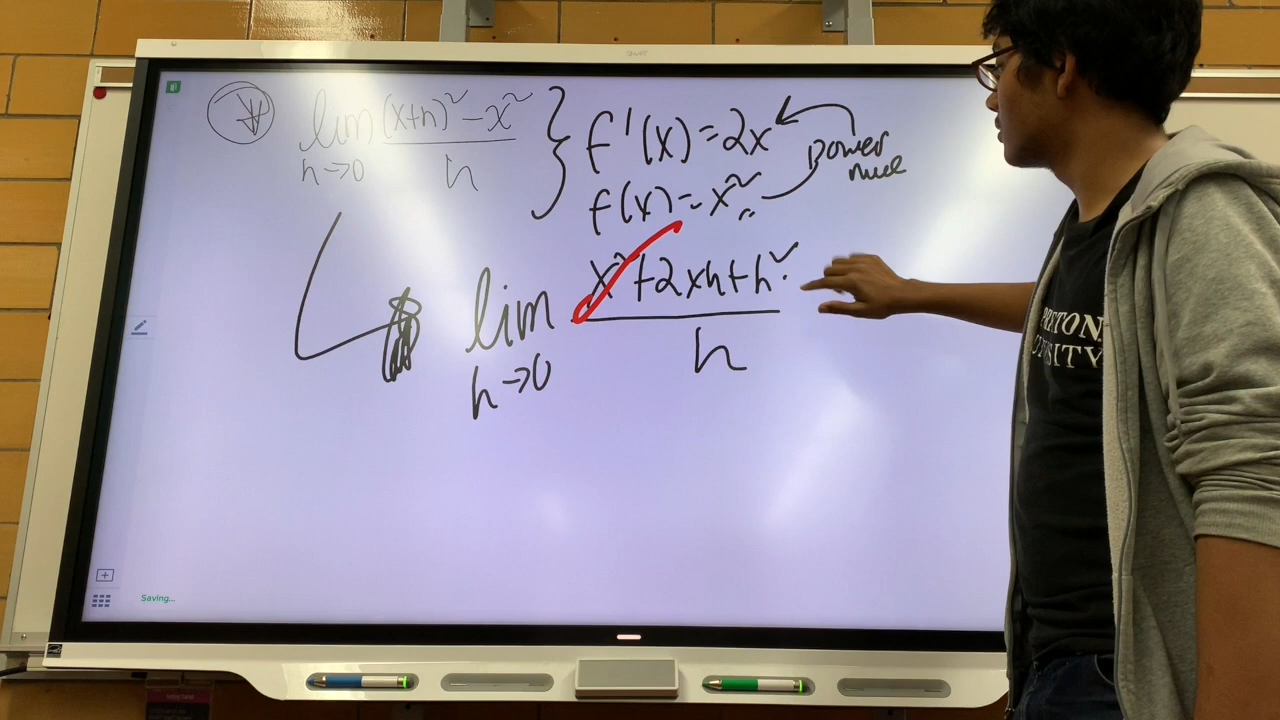 lim (x+h)² - x²
h→0 h
} f'(x) = 2x
f(x) = x²
Power
rule
lim x² + 2xh + h²
h→0 h
Saving...